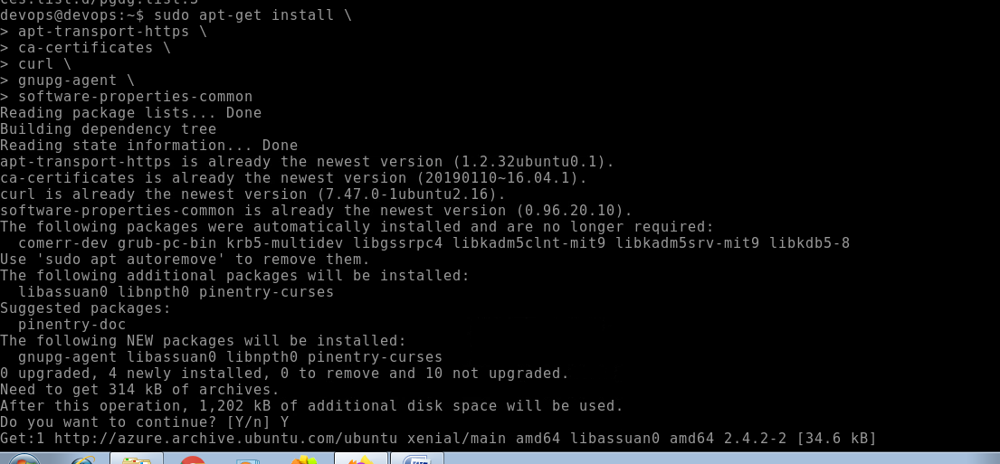 ces.list.d/pgdg.list.3
devops@devops:~$ sudo apt-get install \
> apt-transport-https \
> ca-certificates \
> curl \
> gnupg-agent \
> software-properties-common
Reading package lists... Done
Building dependency tree
Reading state information... Done
apt-transport-https is already the newest version (1.2.32ubuntu0.1).
ca-certificates is already the newest version (20190110~16.04.1).
curl is already the newest version (7.47.0-1ubuntu2.16).
software-properties-common is already the newest version (0.96.20.10).
The following packages were automatically installed and are no longer required:
  comerr-dev grub-pc-bin krb5-multidev libgssrpc4 libkadm5clnt-mit9 libkadm5srv-mit9 libkdb5-8
Use 'sudo apt autoremove' to remove them.
The following additional packages will be installed:
  libassuan0 libnpth0 pinentry-curses
Suggested packages:
  pinentry-doc
The following NEW packages will be installed:
  gnupg-agent libassuan0 libnpth0 pinentry-curses
0 upgraded, 4 newly installed, 0 to remove and 10 not upgraded.
Need to get 314 kB of archives.
After this operation, 1,202 kB of additional disk space will be used.
Do you want to continue? [Y/n] Y
Get:1 http://azure.archive.ubuntu.com/ubuntu xenial/main amd64 libassuan0 amd64 2.4.2-2 [34.6 kB]